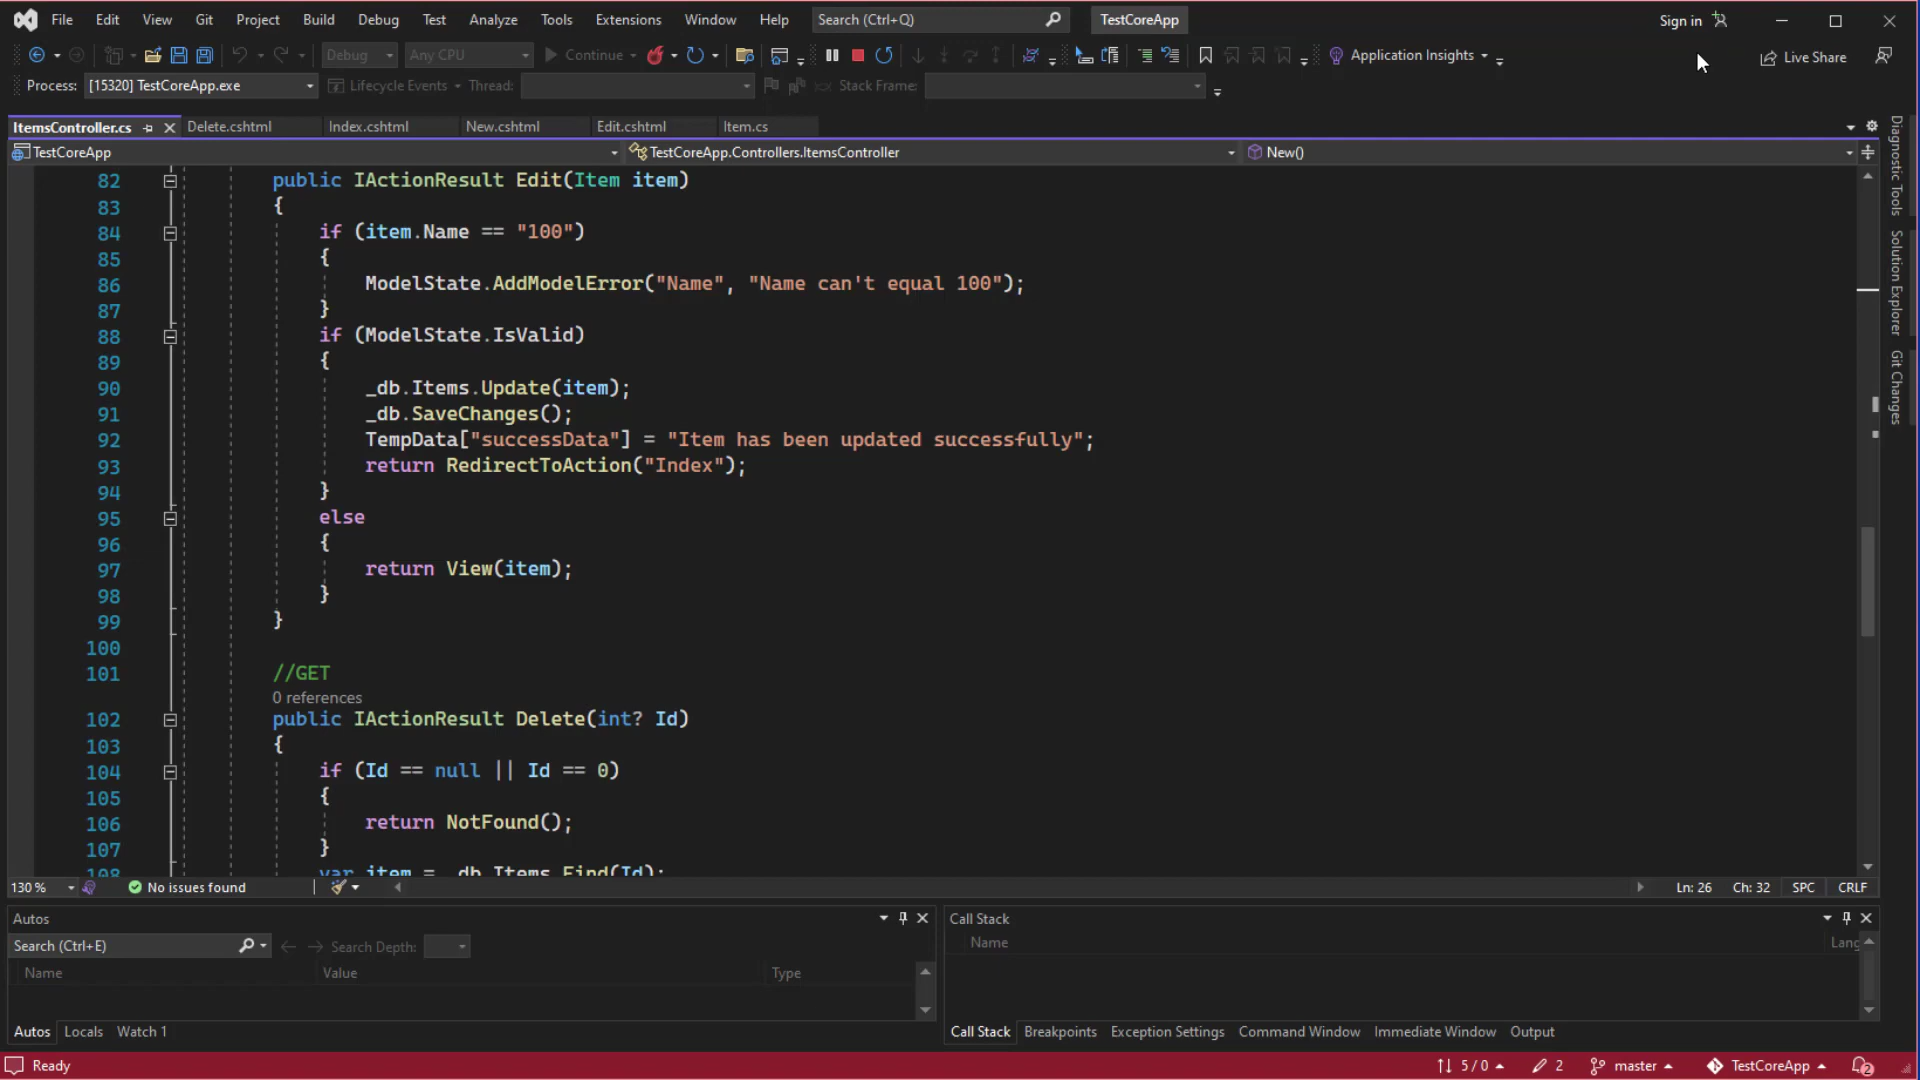 File Edit View Git Project Build Debug Test Analyze Tools Extensions Window Help Search (Ctrl+Q) TestCoreApp Sign in
Debug Any CPU Continue Application Insights Live Share
Process: [15320] TestCoreApp.exe Lifecycle Events Thread: Stack Frame:
ItemsController.cs Delete.cshtml Index.cshtml New.cshtml Edit.cshtml Item.cs
TestCoreApp TestCoreApp.Controllers.ItemsController New()
82 public IActionResult Edit(Item item)
83 {
84 if (item.Name == "100")
85 {
86 ModelState.AddModelError("Name", "Name can't equal 100");
87 }
88 if (ModelState.IsValid)
89 {
90 _db.Items.Update(item);
91 _db.SaveChanges();
92 TempData["successData"] = "Item has been updated successfully";
93 return RedirectToAction("Index");
94 }
95 else
96 {
97 return View(item);
98 }
99 }
100
101 //GET
0 references
102 public IActionResult Delete(int? Id)
103 {
104 if (Id == null || Id == 0)
105 {
106 return NotFound();
107 }
108 var item = _db.Items.Find(Id);
Diagnostic Tools
Solution Explorer
Git Changes
130 % No issues found Ln: 26 Ch: 32 SPC CRLF
Autos
Search (Ctrl+E) Search Depth:
Name Value Type
Autos Locals Watch 1
Call Stack
Name Lang
Call Stack Breakpoints Exception Settings Command Window Immediate Window Output
Ready 5 / 0 2 master TestCoreApp 2